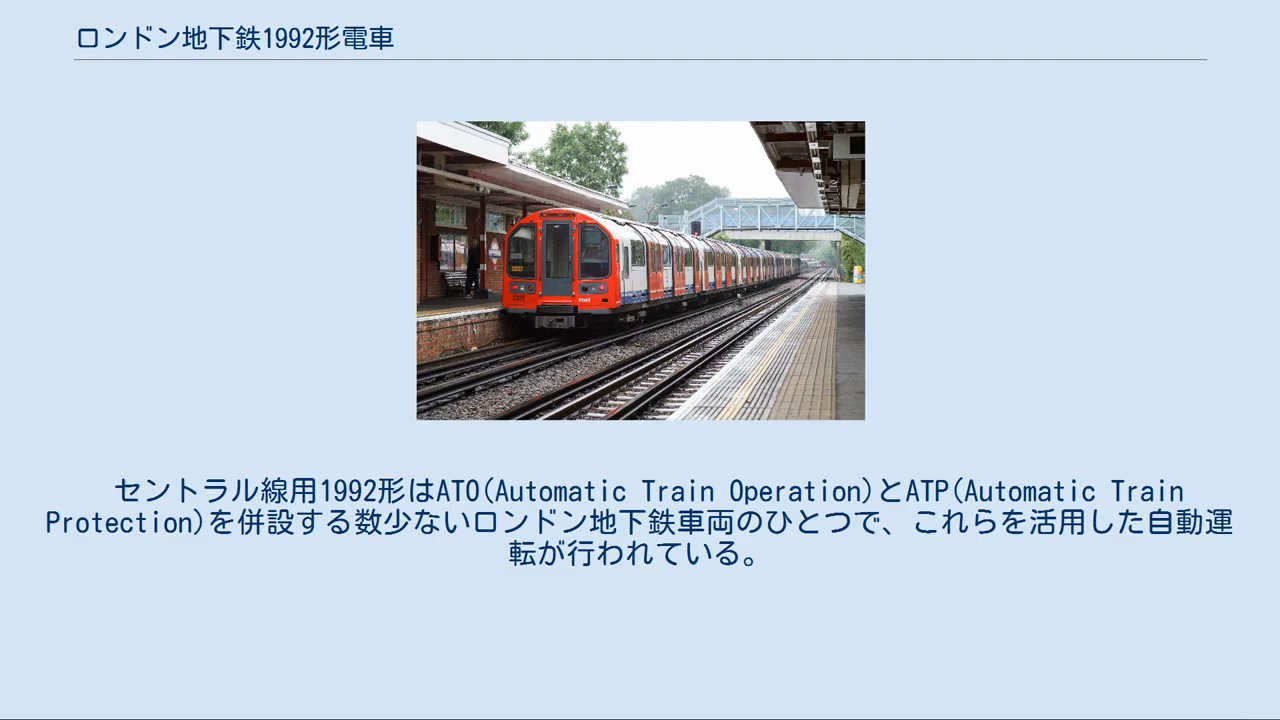 ロンドン地下鉄1992形電車
セントラル線用1992形はATO(Automatic Train Operation)とATP(Automatic Train
Protection)を併設する数少ないロンドン地下鉄車両のひとつで、これらを活用した自動運
転が行われている。